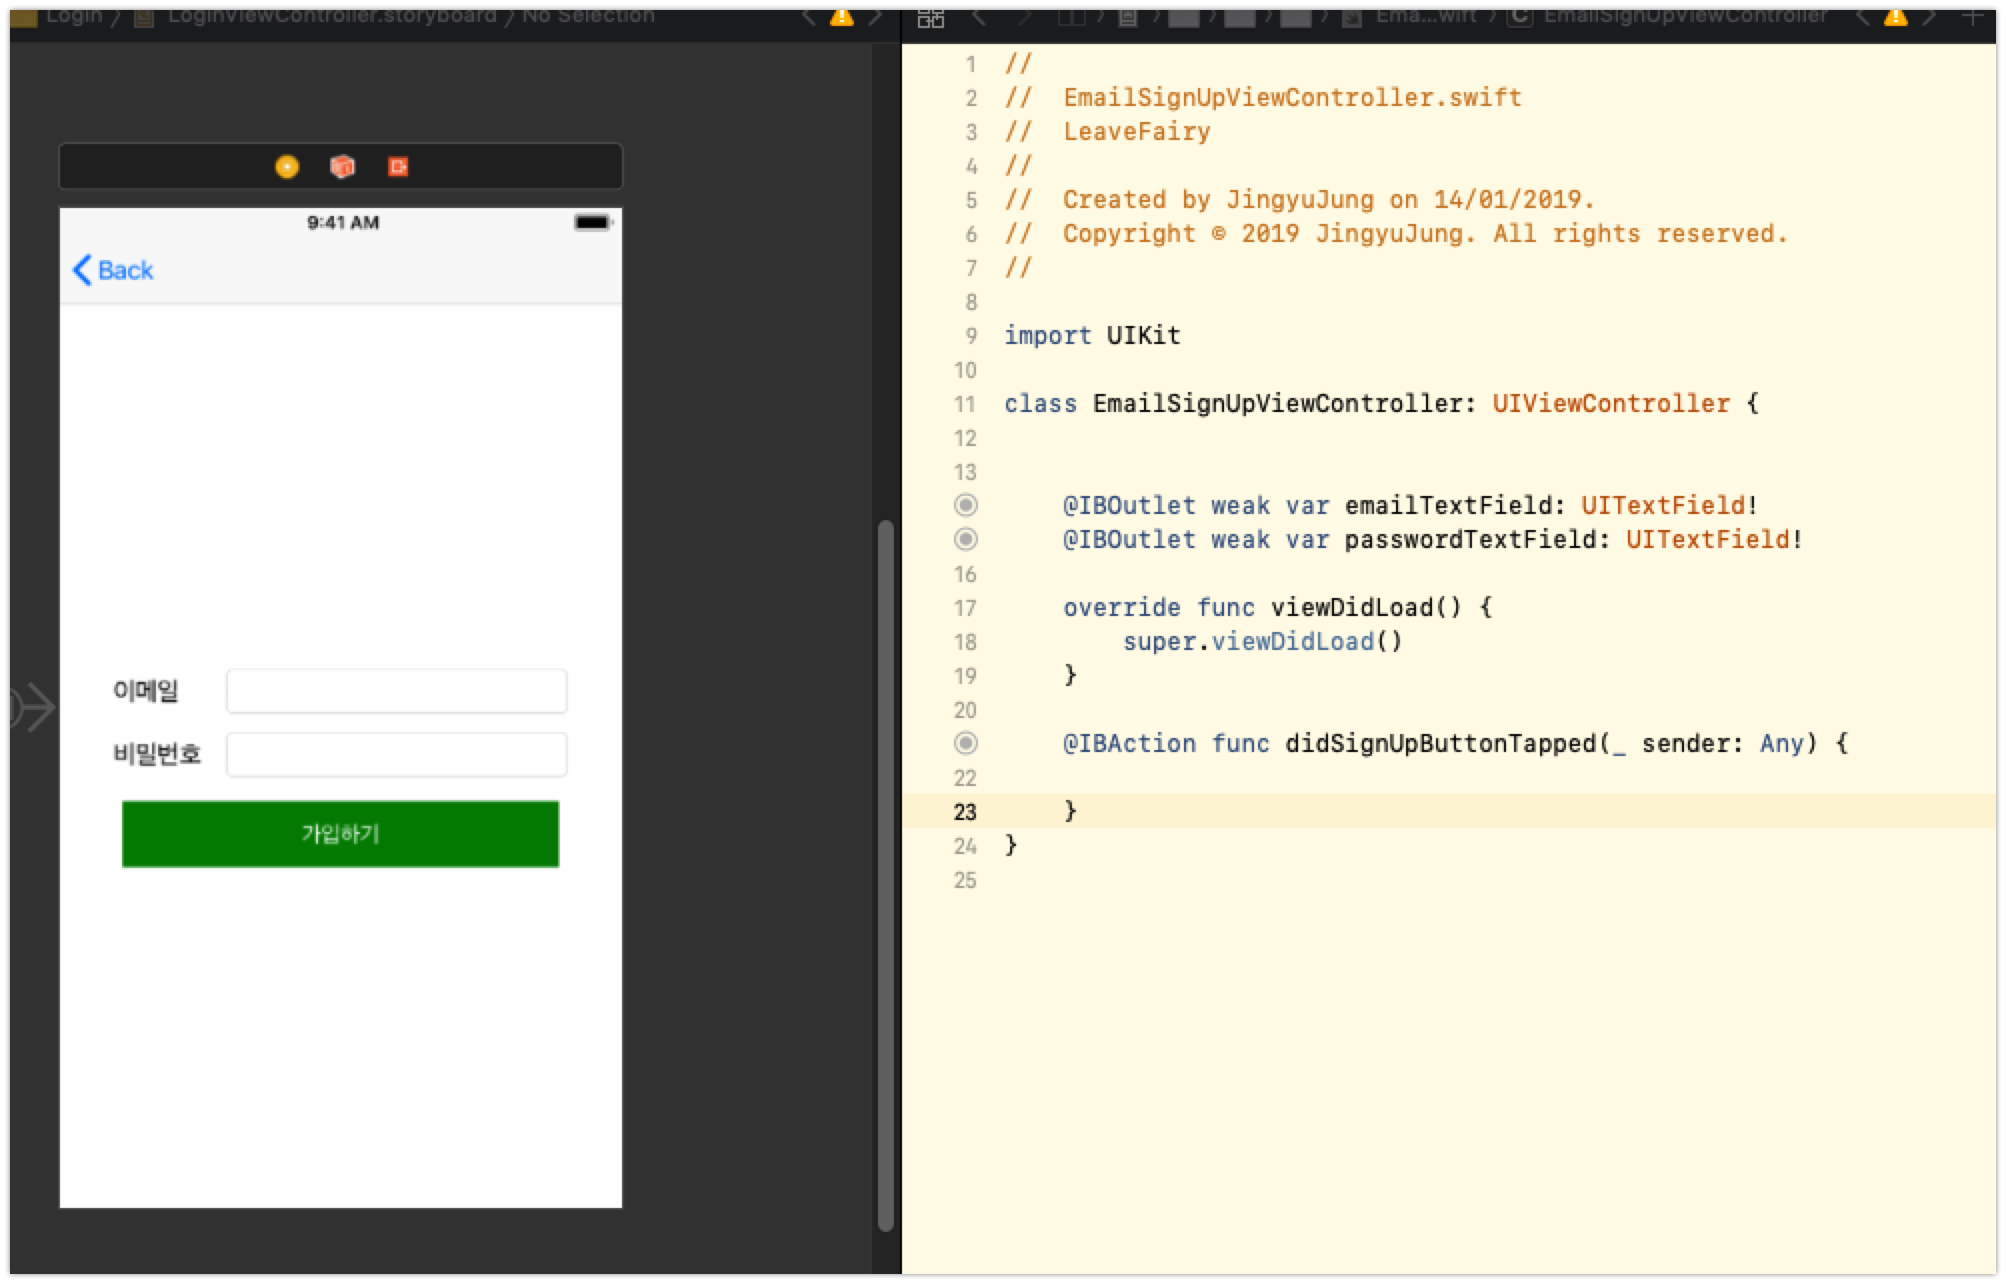 Login
LoginViewController.storyboard
No Selection
Ema...wift
C
EmailSignUpViewController
9:41 AM
Back
이메일
비밀번호
가입하기
1 //
2 //  EmailSignUpViewController.swift
3 //  LeaveFairy
4 //
5 //  Created by JingyuJung on 14/01/2019.
6 //  Copyright © 2019 JingyuJung. All rights reserved.
7 //
8
9 import UIKit
10
11 class EmailSignUpViewController: UIViewController {
12
13
@IBOutlet weak var emailTextField: UITextField!
@IBOutlet weak var passwordTextField: UITextField!
16
17 override func viewDidLoad() {
18 super.viewDidLoad()
19 }
20
@IBAction func didSignUpButtonTapped(_ sender: Any) {
22
23 }
24 }
25